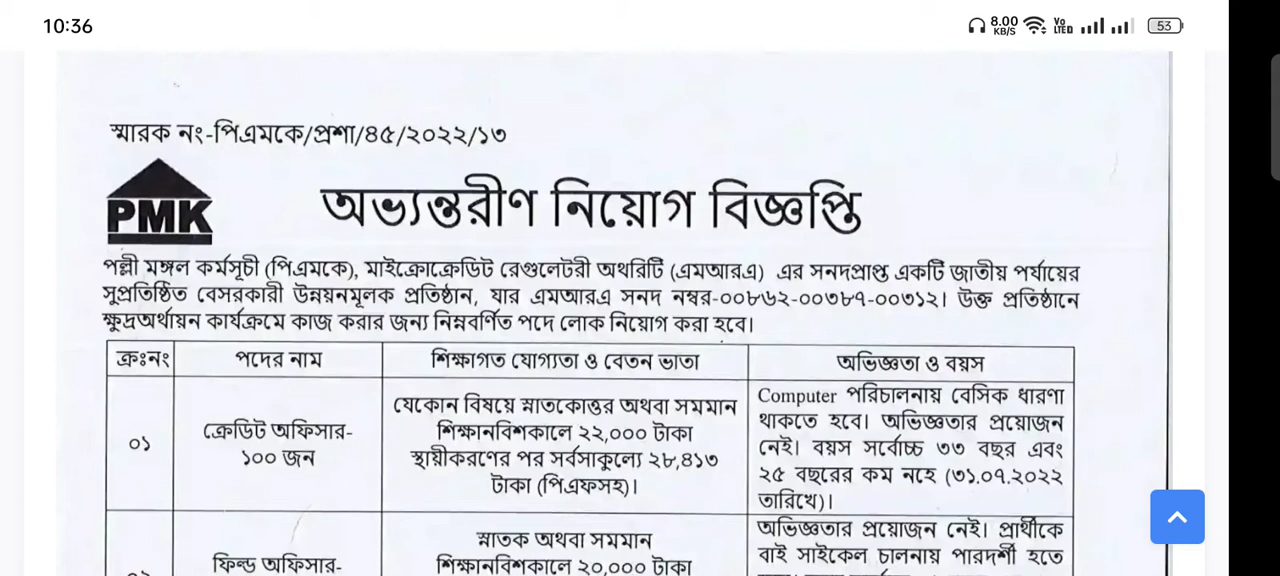 10:36
8.00 KB/S
Vo LTE
53
স্মারক নং-পিএমকে/প্রশা/৪৫/২০২২/১৩
PMK
অভ্যন্তরীণ নিয়োগ বিজ্ঞপ্তি
পল্লী মঙ্গল কর্মসূচী (পিএমকে), মাইক্রোক্রেডিট রেগুলেটরী অথরিটি (এমআরএ) এর সনদপ্রাপ্ত একটি জাতীয় পর্যায়ের
সুপ্রতিষ্ঠিত বেসরকারী উন্নয়নমূলক প্রতিষ্ঠান, যার এমআরএ সনদ নম্বর-০০৮৬২-০০৩৮৭-০০৩১২। উক্ত প্রতিষ্ঠানে
ক্ষুদ্রঅর্থায়ন কার্যক্রমে কাজ করার জন্য নিম্নবর্ণিত পদে লোক নিয়োগ করা হবে।
ক্রঃনং
পদের নাম
শিক্ষাগত যোগ্যতা ও বেতন ভাতা
অভিজ্ঞতা ও বয়স
০১
ক্রেডিট অফিসার-
১০০ জন
যেকোন বিষয়ে স্নাতকোত্তর অথবা সমমান
শিক্ষানবিশকালে ২২,০০০ টাকা
স্থায়ীকরণের পর সর্বসাকুল্যে ২৮,৪১৩
টাকা (পিএফসহ)।
Computer পরিচালনায় বেসিক ধারণা
থাকতে হবে। অভিজ্ঞতার প্রয়োজন
নেই। বয়স সর্বোচ্চ ৩৩ বছর এবং
২৫ বছরের কম নহে (৩১.০৭.২০২২
তারিখে)।
ফিল্ড অফিসার-
স্নাতক অথবা সমমান
শিক্ষানবিশকালে ২০,০০০ টাকা
অভিজ্ঞতার প্রয়োজন নেই। প্রার্থীকে
বাই সাইকেল চালনায় পারদর্শী হতে